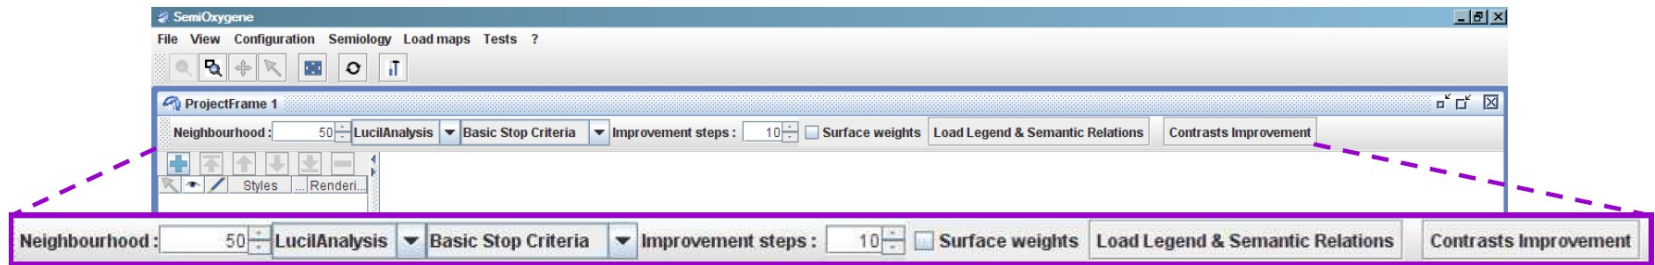 SemiOxygene
File View Configuration Semiology Load maps Tests ?
ProjectFrame 1
Neighbourhood : 50 LucilAnalysis Basic Stop Criteria Improvement steps : 10 Surface weights Load Legend & Semantic Relations Contrasts Improvement
Styles ... Renderi...
Neighbourhood : 50 LucilAnalysis Basic Stop Criteria Improvement steps : 10 Surface weights Load Legend & Semantic Relations Contrasts Improvement